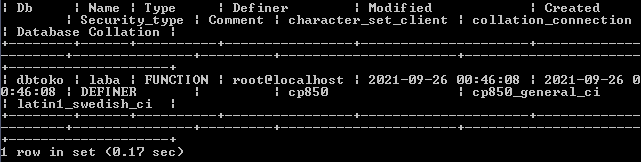 | Db     | Name | Type     | Definer        | Modified            | Created
       | Security_type | Comment | character_set_client | collation_connection
| Database Collation |
+--------+------+----------+----------------+---------------------+-------------
-------+---------------+---------+----------------------+----------------------
+--------------------+
| dbtoko | laba | FUNCTION | root@localhost | 2021-09-26 00:46:08 | 2021-09-26 0
0:46:08 | DEFINER       |         | cp850                | cp850_general_ci
| latin1_swedish_ci  |
+--------+------+----------+----------------+---------------------+-------------
-------+---------------+---------+----------------------+----------------------
+--------------------+
1 row in set (0.17 sec)